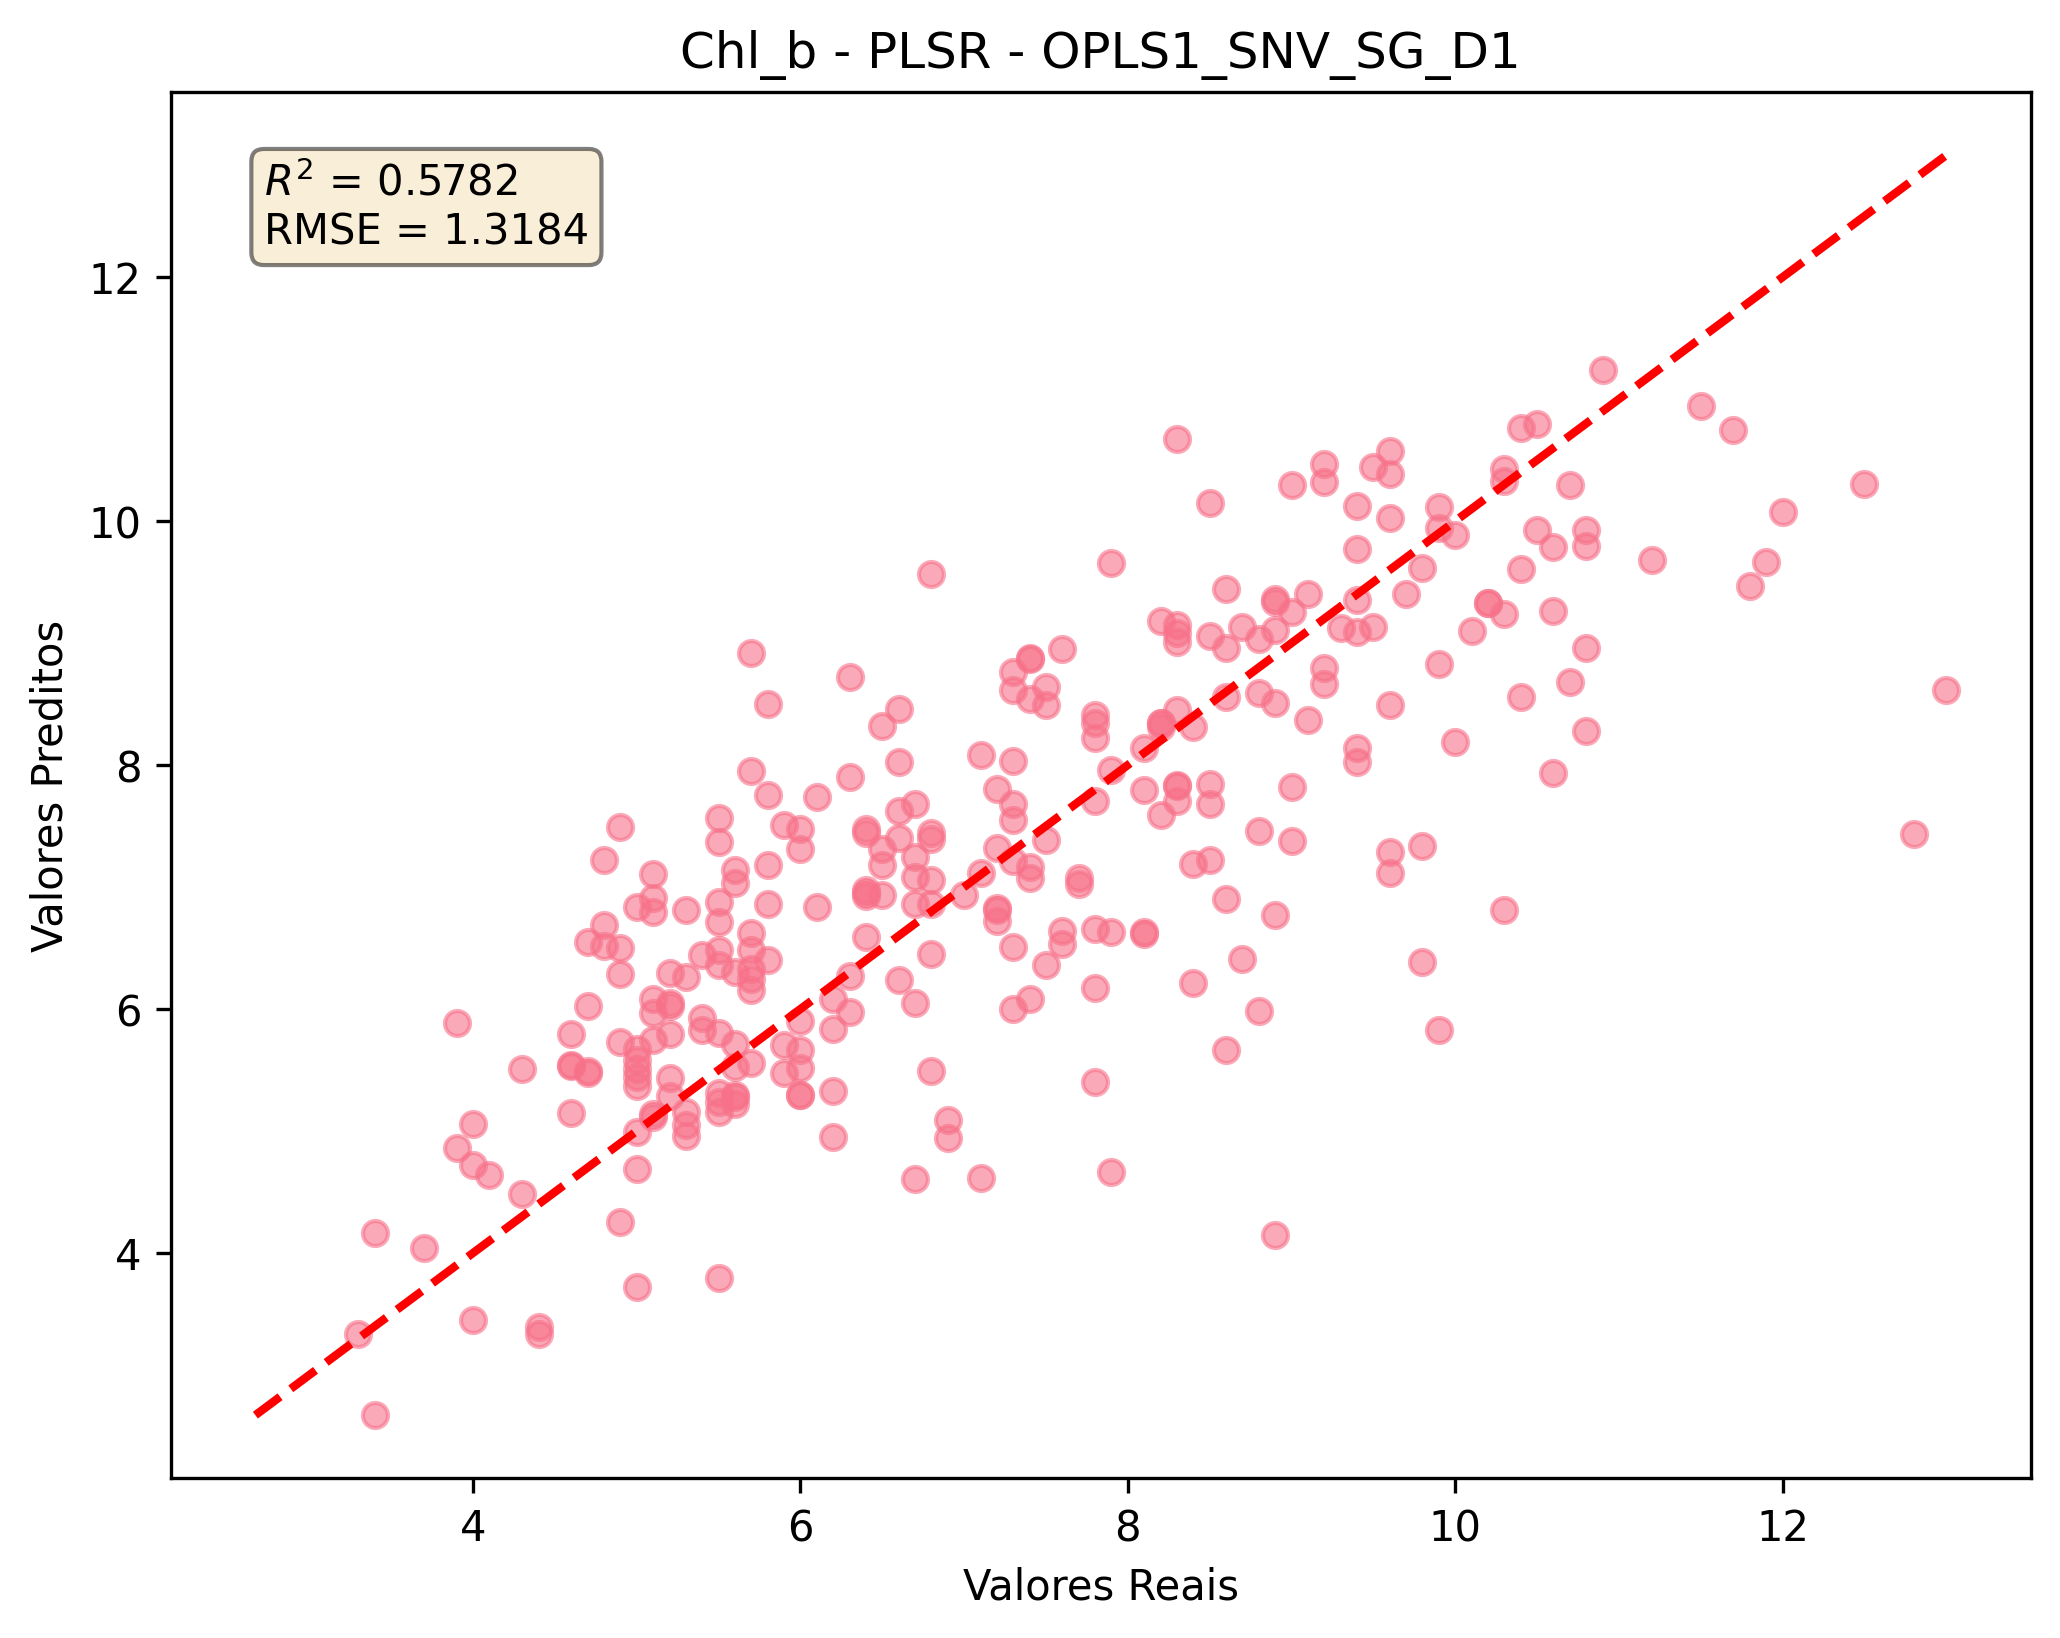 Chl_b - PLSR - OPLS1_SNV_SG_D1
R² = 0.5782
RMSE = 1.3184
12
10
8
6
4
Valores Preditos
4 6 8 10 12
Valores Reais